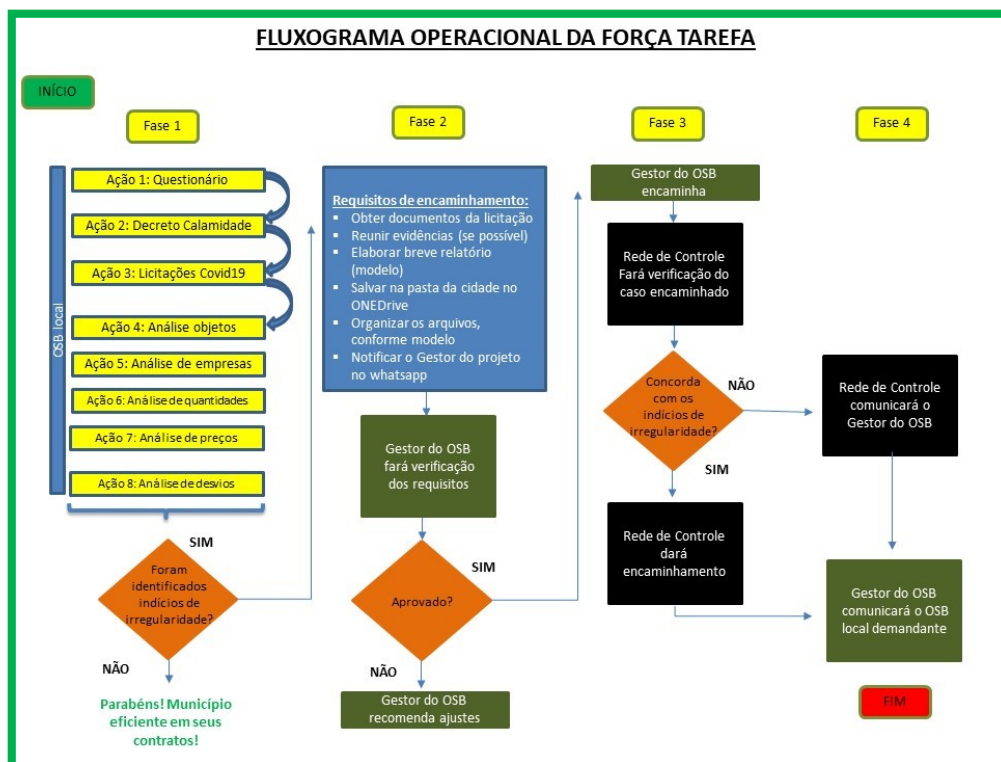 FLUXOGRAMA OPERACIONAL DA FORÇA TAREFA
INÍCIO
Fase 1
OSB local
Ação 1: Questionário
Ação 2: Decreto Calamidade
Ação 3: Licitações Covid19
Ação 4: Análise objetos
Ação 5: Análise de empresas
Ação 6: Análise de quantidades
Ação 7: Análise de preços
Ação 8: Análise de desvios
Foram
identificados
indícios de
irregularidade?
SIM
NÃO
Parabéns! Município
eficiente em seus
contratos!
Fase 2
Requisitos de encaminhamento:
▪ Obter documentos da licitação
▪ Reunir evidências (se possível)
▪ Elaborar breve relatório
(modelo)
▪ Salvar na pasta da cidade no
ONEDrive
▪ Organizar os arquivos,
conforme modelo
▪ Notificar o Gestor do projeto
no whatsapp
Gestor do OSB
fará verificação
dos requisitos
Aprovado?
SIM
NÃO
Gestor do OSB
recomenda ajustes
Fase 3
Gestor do OSB
encaminha
Rede de Controle
Fará verificação do
caso encaminhado
Concorda
com os
indícios de
irregularidade?
NÃO
SIM
Rede de Controle
dará
encaminhamento
Fase 4
Rede de Controle
comunicará o
Gestor do OSB
Gestor do OSB
comunicará o OSB
local demandante
FIM